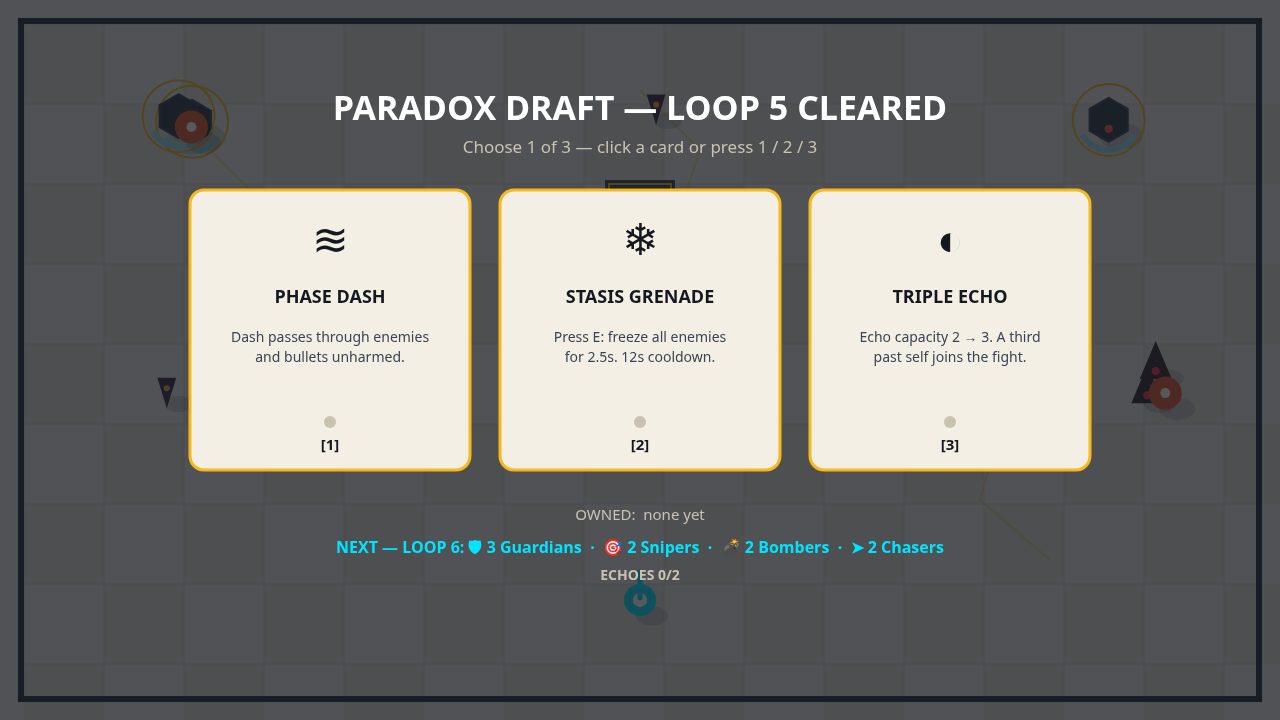 PARADOX DRAFT — LOOP 5 CLEARED
Choose 1 of 3 — click a card or press 1 / 2 / 3
PHASE DASH
Dash passes through enemies
and bullets unharmed.
[1]
STASIS GRENADE
Press E: freeze all enemies
for 2.5s. 12s cooldown.
[2]
TRIPLE ECHO
Echo capacity 2 → 3. A third
past self joins the fight.
[3]
OWNED: none yet
NEXT — LOOP 6: 🛡 3 Guardians · 🎯 2 Snipers · 💣 2 Bombers · ➤ 2 Chasers
ECHOES 0/2